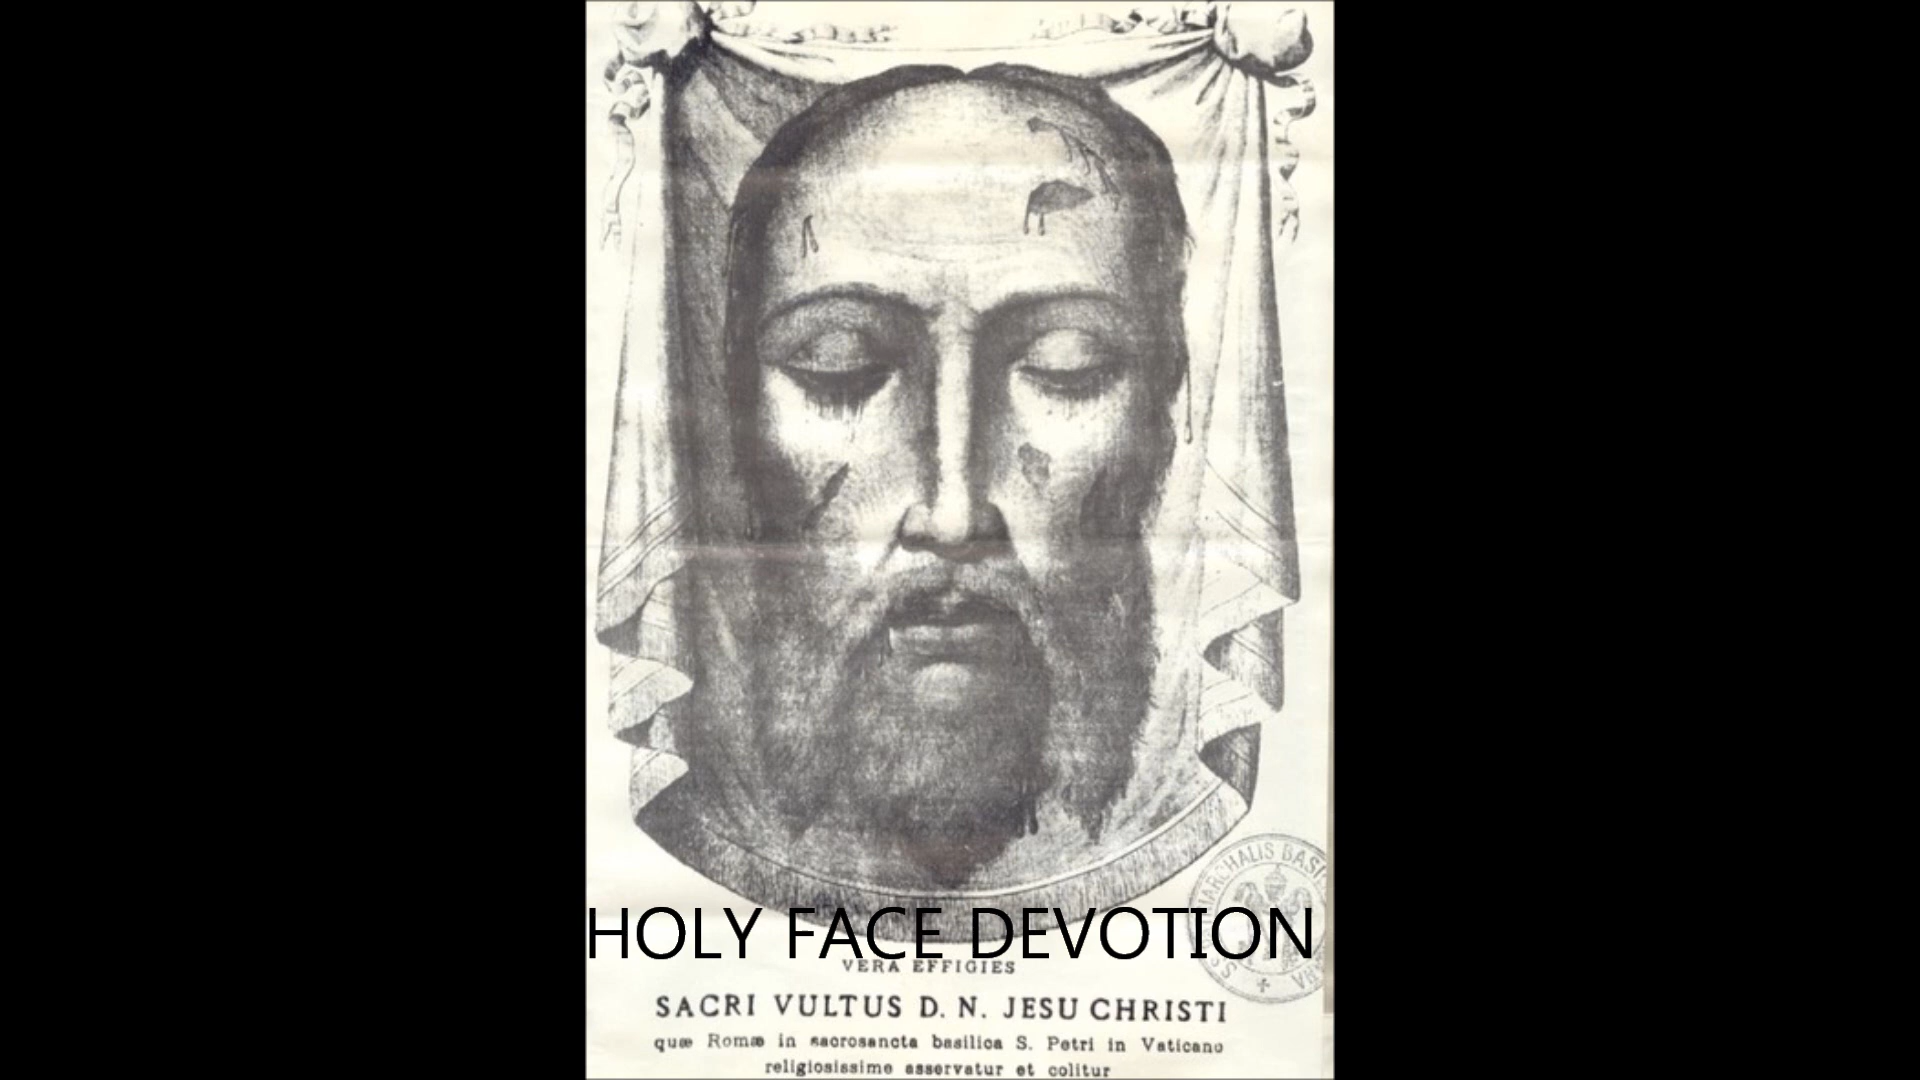 HOLY FACE DEVOTION
VERA EFFIGIES
SACRI VULTUS D. N. JESU CHRISTI
quæ Romæ in sacrosancta basilica S. Petri in Vaticano
religiosissime asservatur et colitur